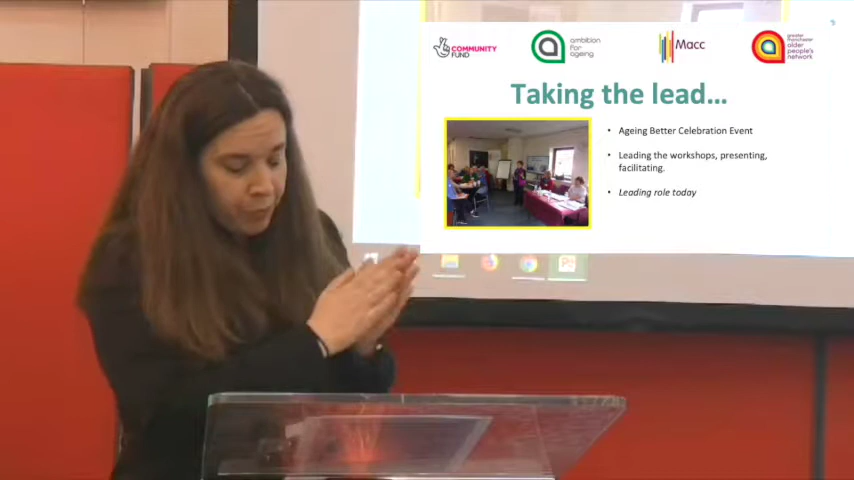 COMMUNITY
FUND
ambition
for
ageing
Macc
greater
manchester
older
people's
network
Taking the lead...
• Ageing Better Celebration Event
• Leading the workshops, presenting,
facilitating.
• Leading role today